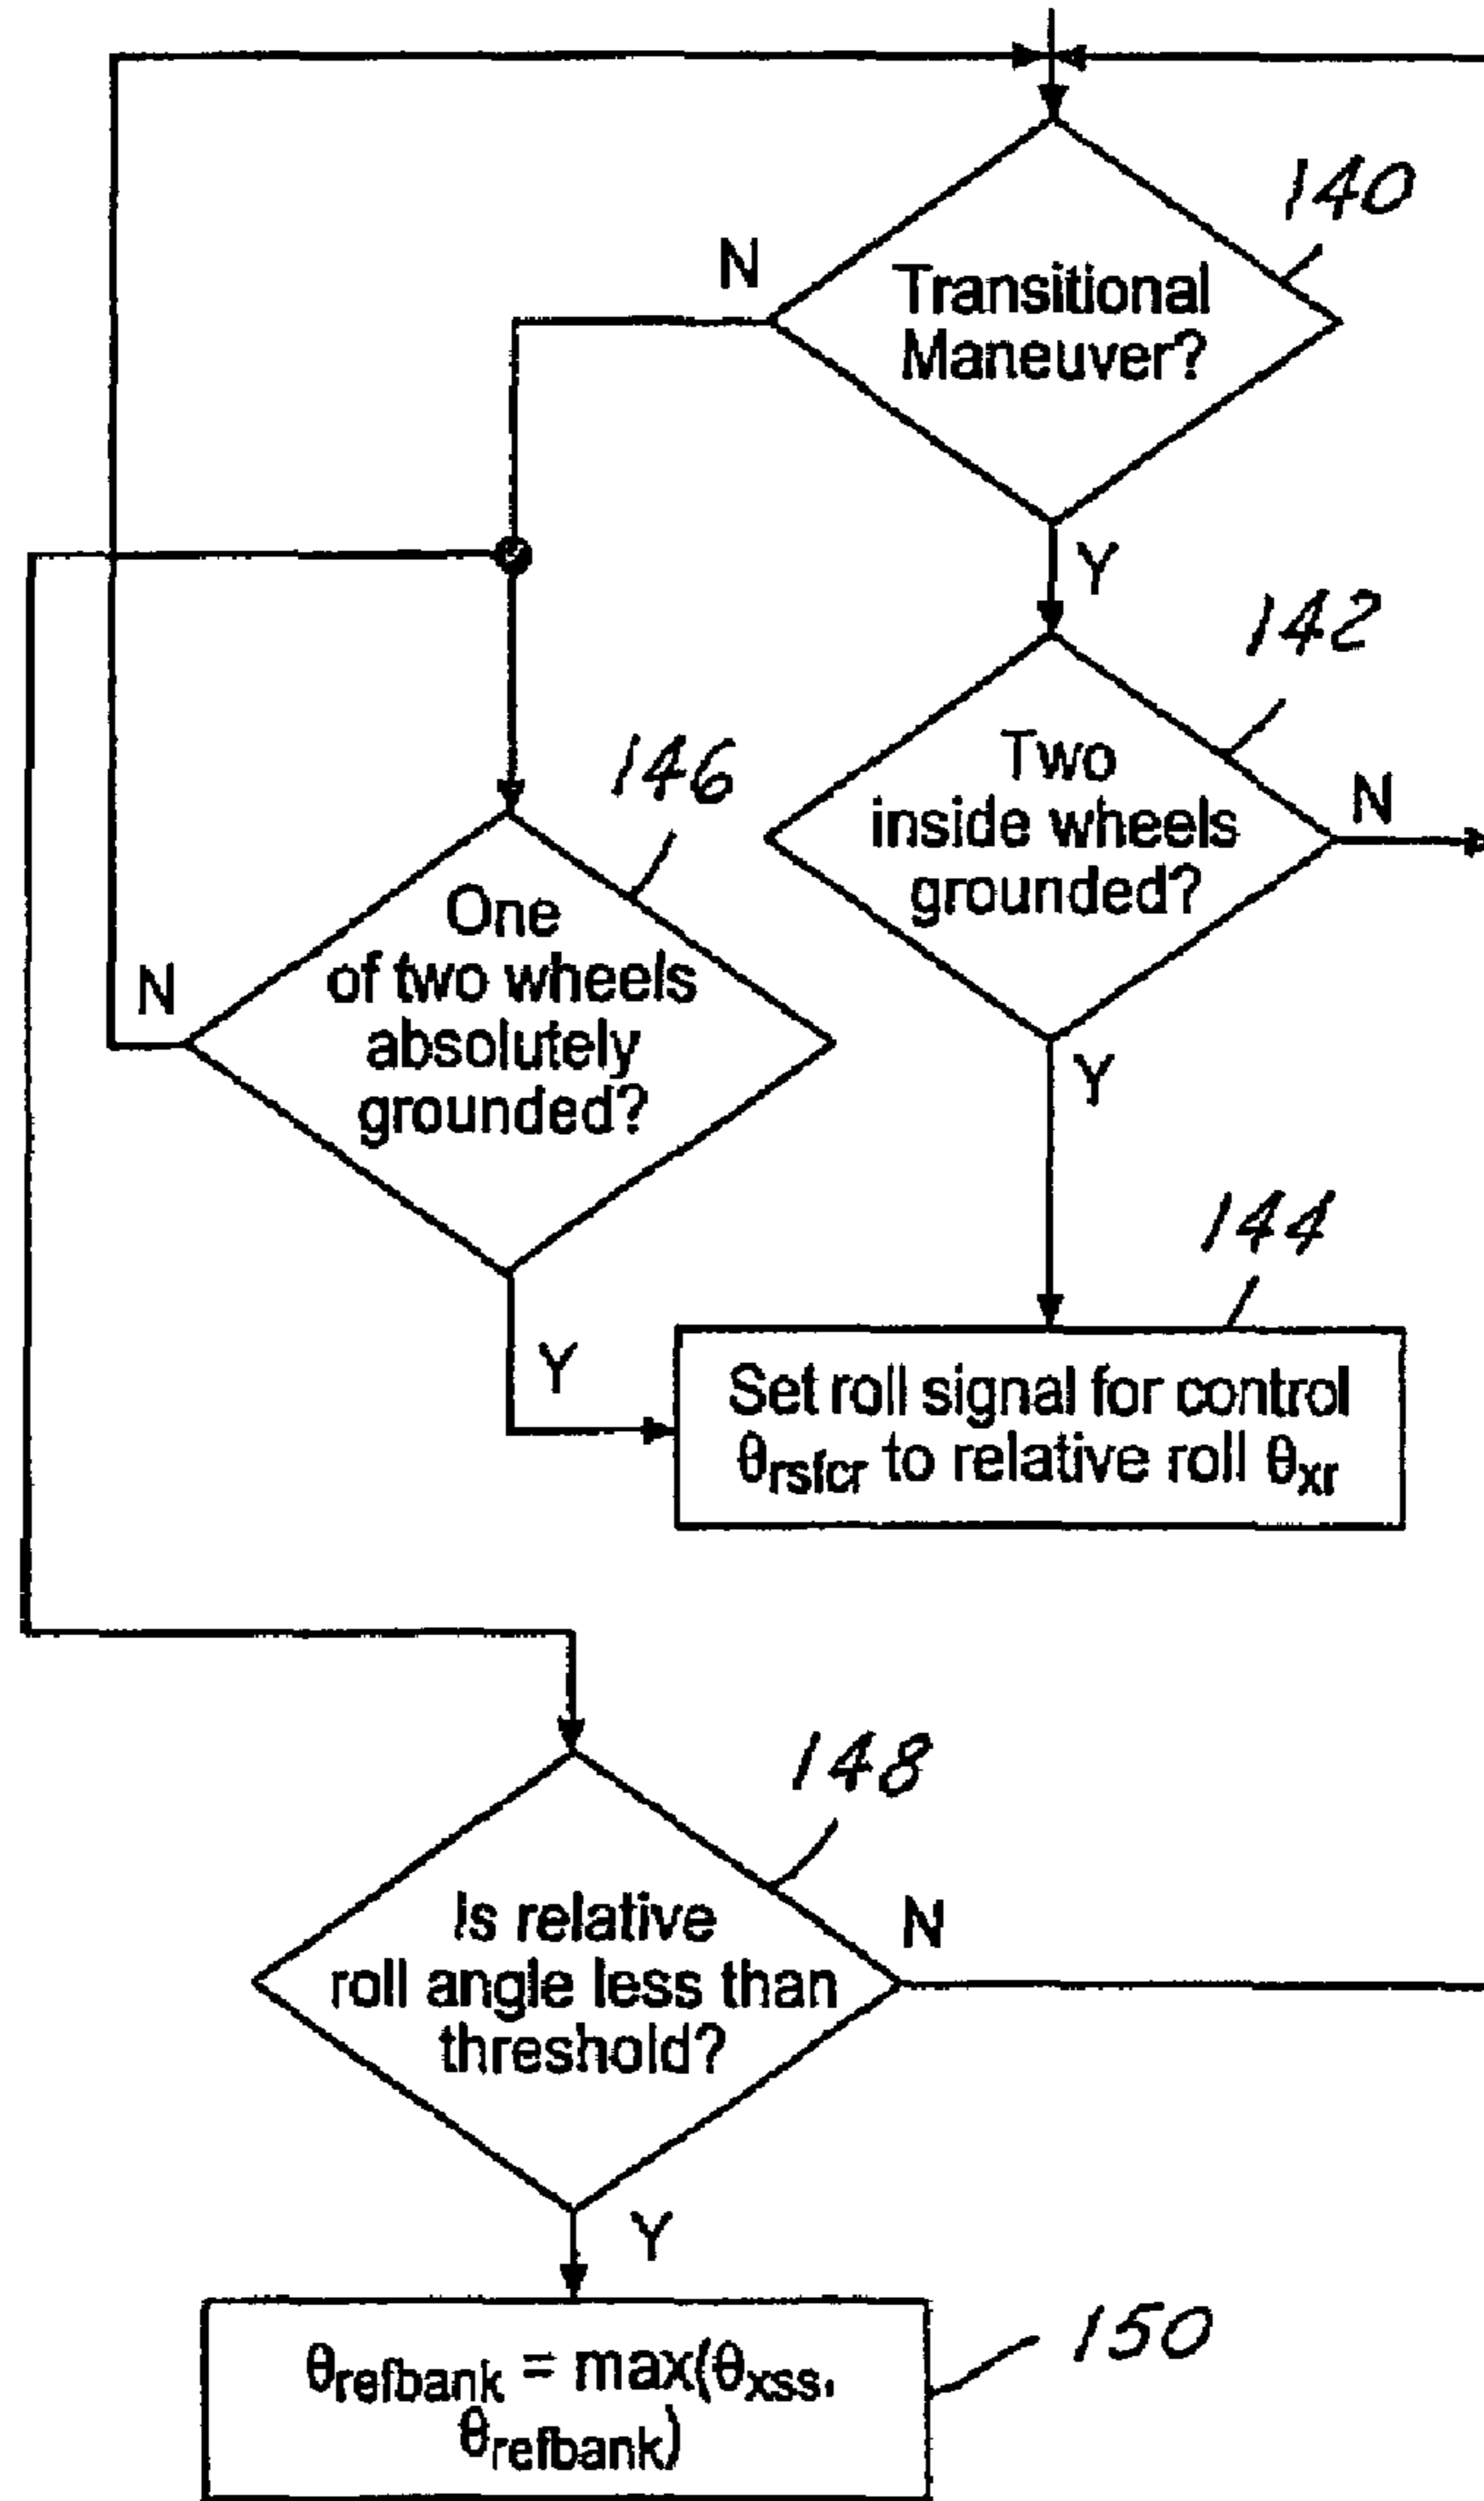 140
N
Transitional
Maneuver?
Y
142
Two
inside wheels
grounded?
N
146
One
of two wheels
absolutely
grounded?
N
Y
144
Y
Set roll signal for control
θrsfcr to relative roll θxr
148
Is relative
roll angle less than
threshold?
N
Y
150
θrefbank = max(θxss,
θrefbank)